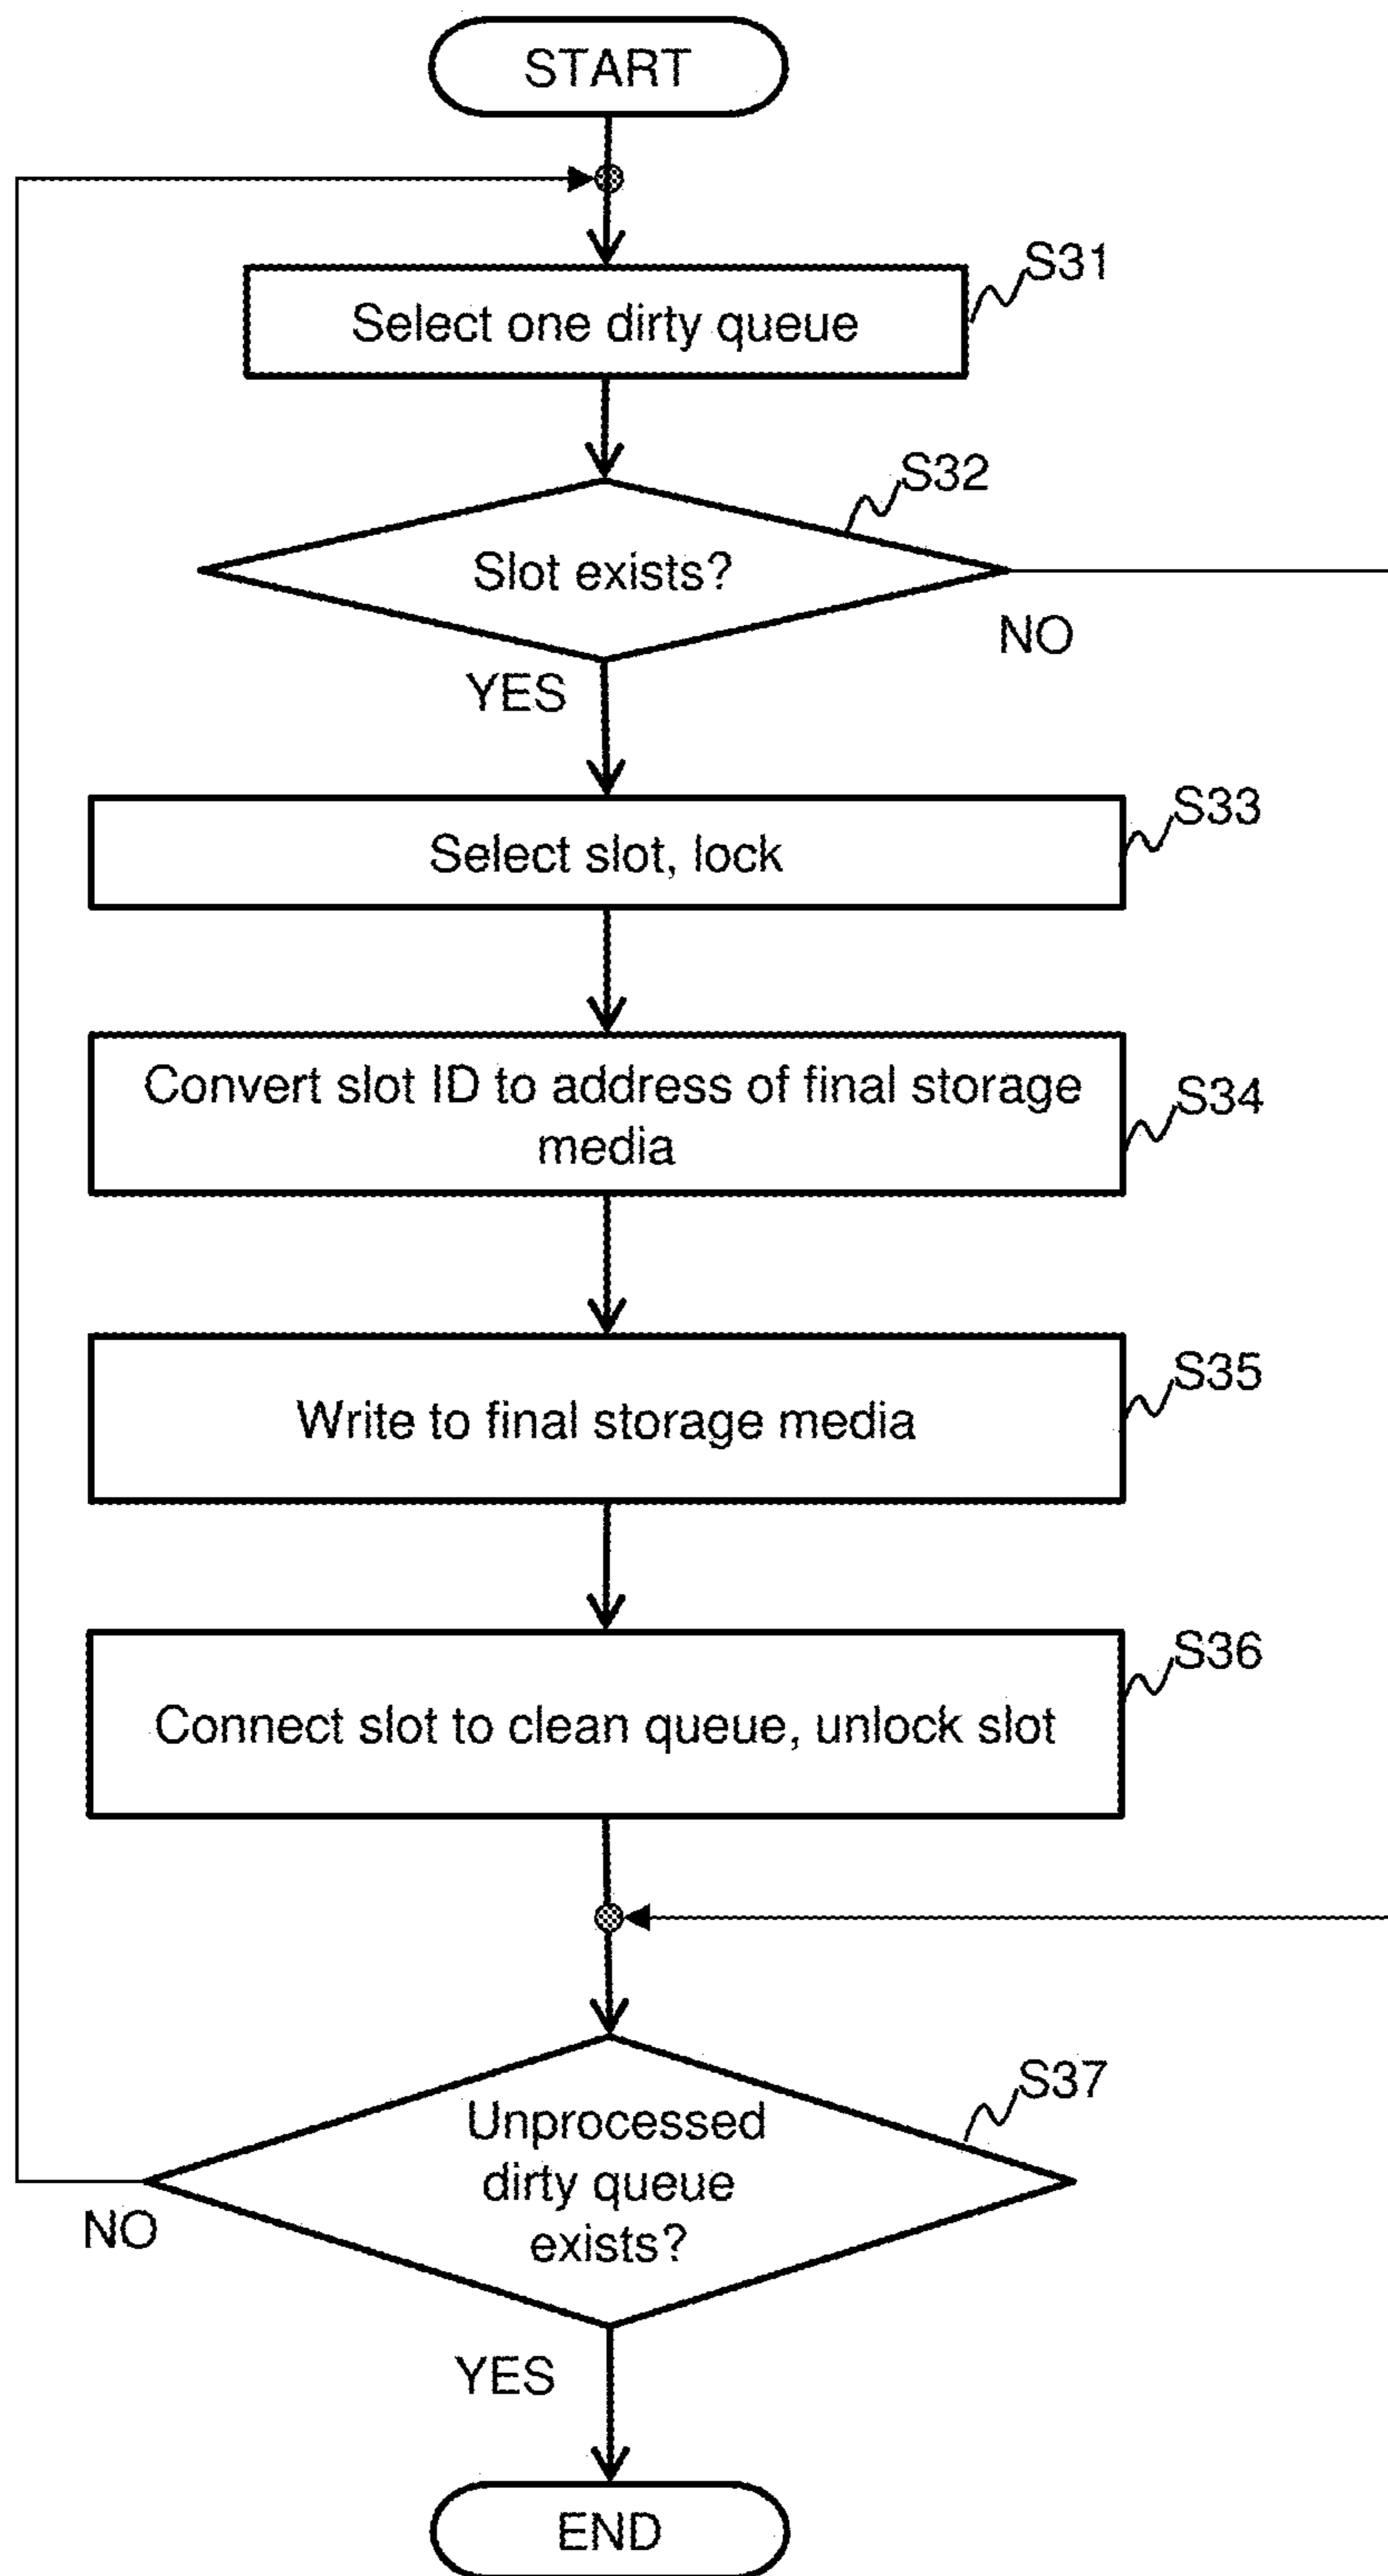 START
S31
Select one dirty queue
S32
Slot exists?
NO
YES
S33
Select slot, lock
Convert slot ID to address of final storage
media
S34
S35
Write to final storage media
S36
Connect slot to clean queue, unlock slot
S37
Unprocessed
dirty queue
exists?
NO
YES
END